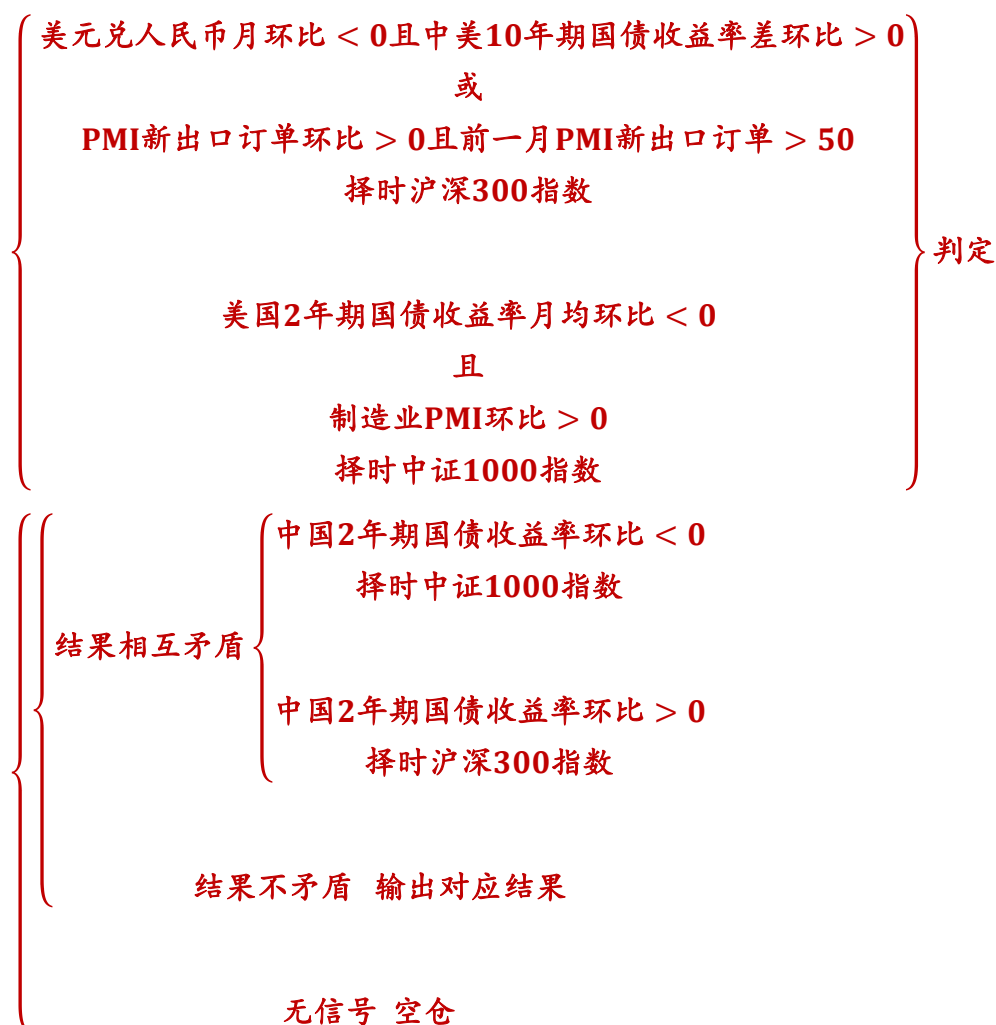 美元兑人民币月环比 < 0且中美10年期国债收益率差环比 > 0
或
PMI新出口订单环比 > 0且前一月PMI新出口订单 > 50
择时沪深300指数
判定
美国2年期国债收益率月均环比 < 0
且
制造业PMI环比 > 0
择时中证1000指数
中国2年期国债收益率环比 < 0
择时中证1000指数
结果相互矛盾
中国2年期国债收益率环比 > 0
择时沪深300指数
结果不矛盾 输出对应结果
无信号 空仓